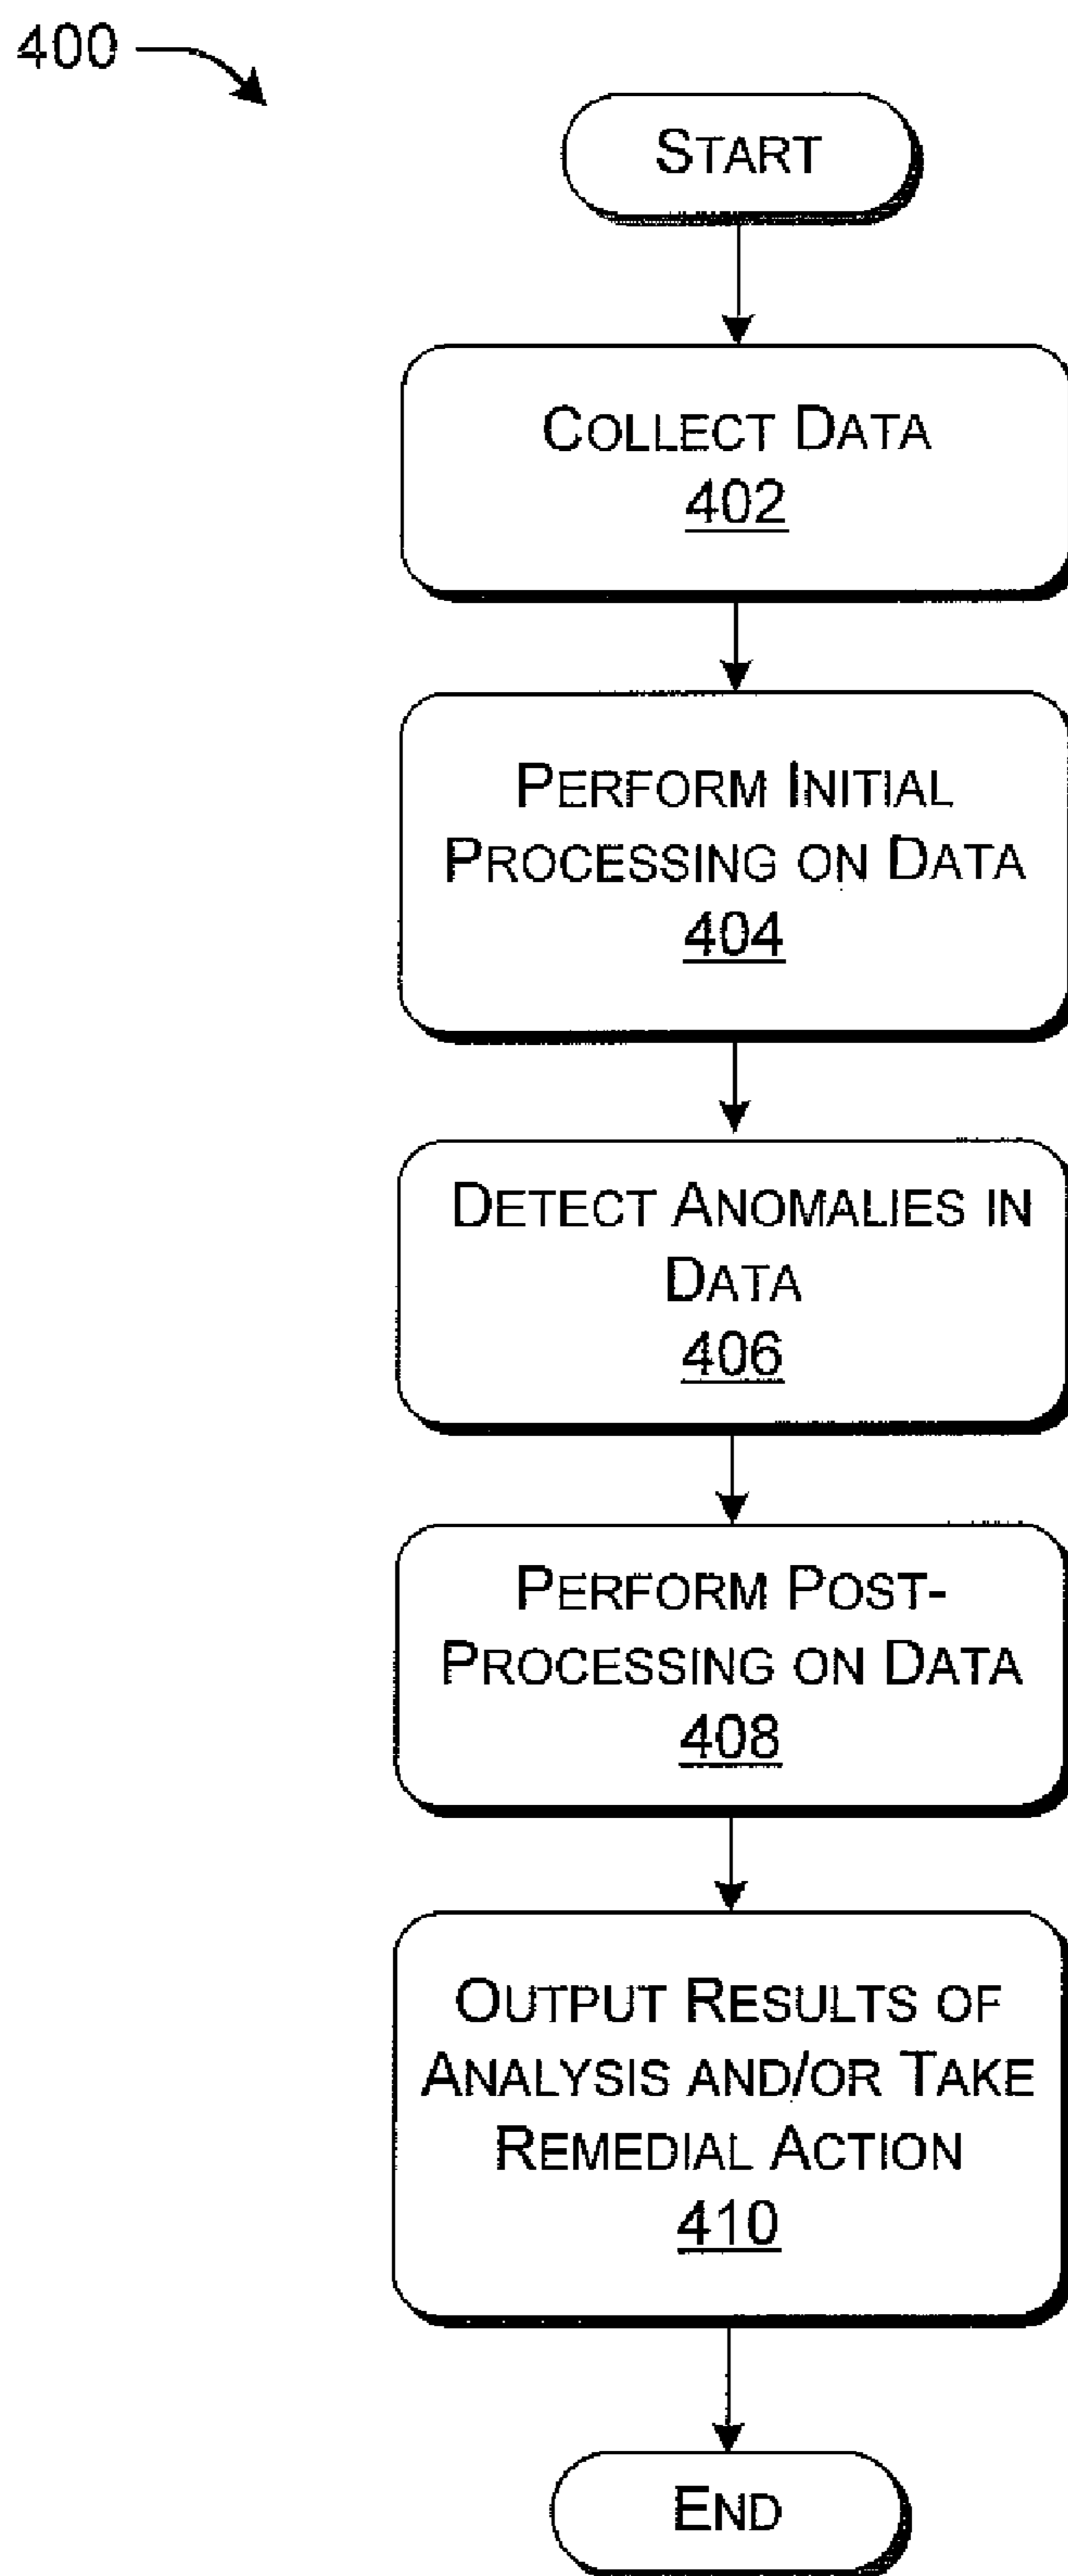 400
START
COLLECT DATA
402
PERFORM INITIAL
PROCESSING ON DATA
404
DETECT ANOMALIES IN
DATA
406
PERFORM POST-
PROCESSING ON DATA
408
OUTPUT RESULTS OF
ANALYSIS AND/OR TAKE
REMEDIAL ACTION
410
END